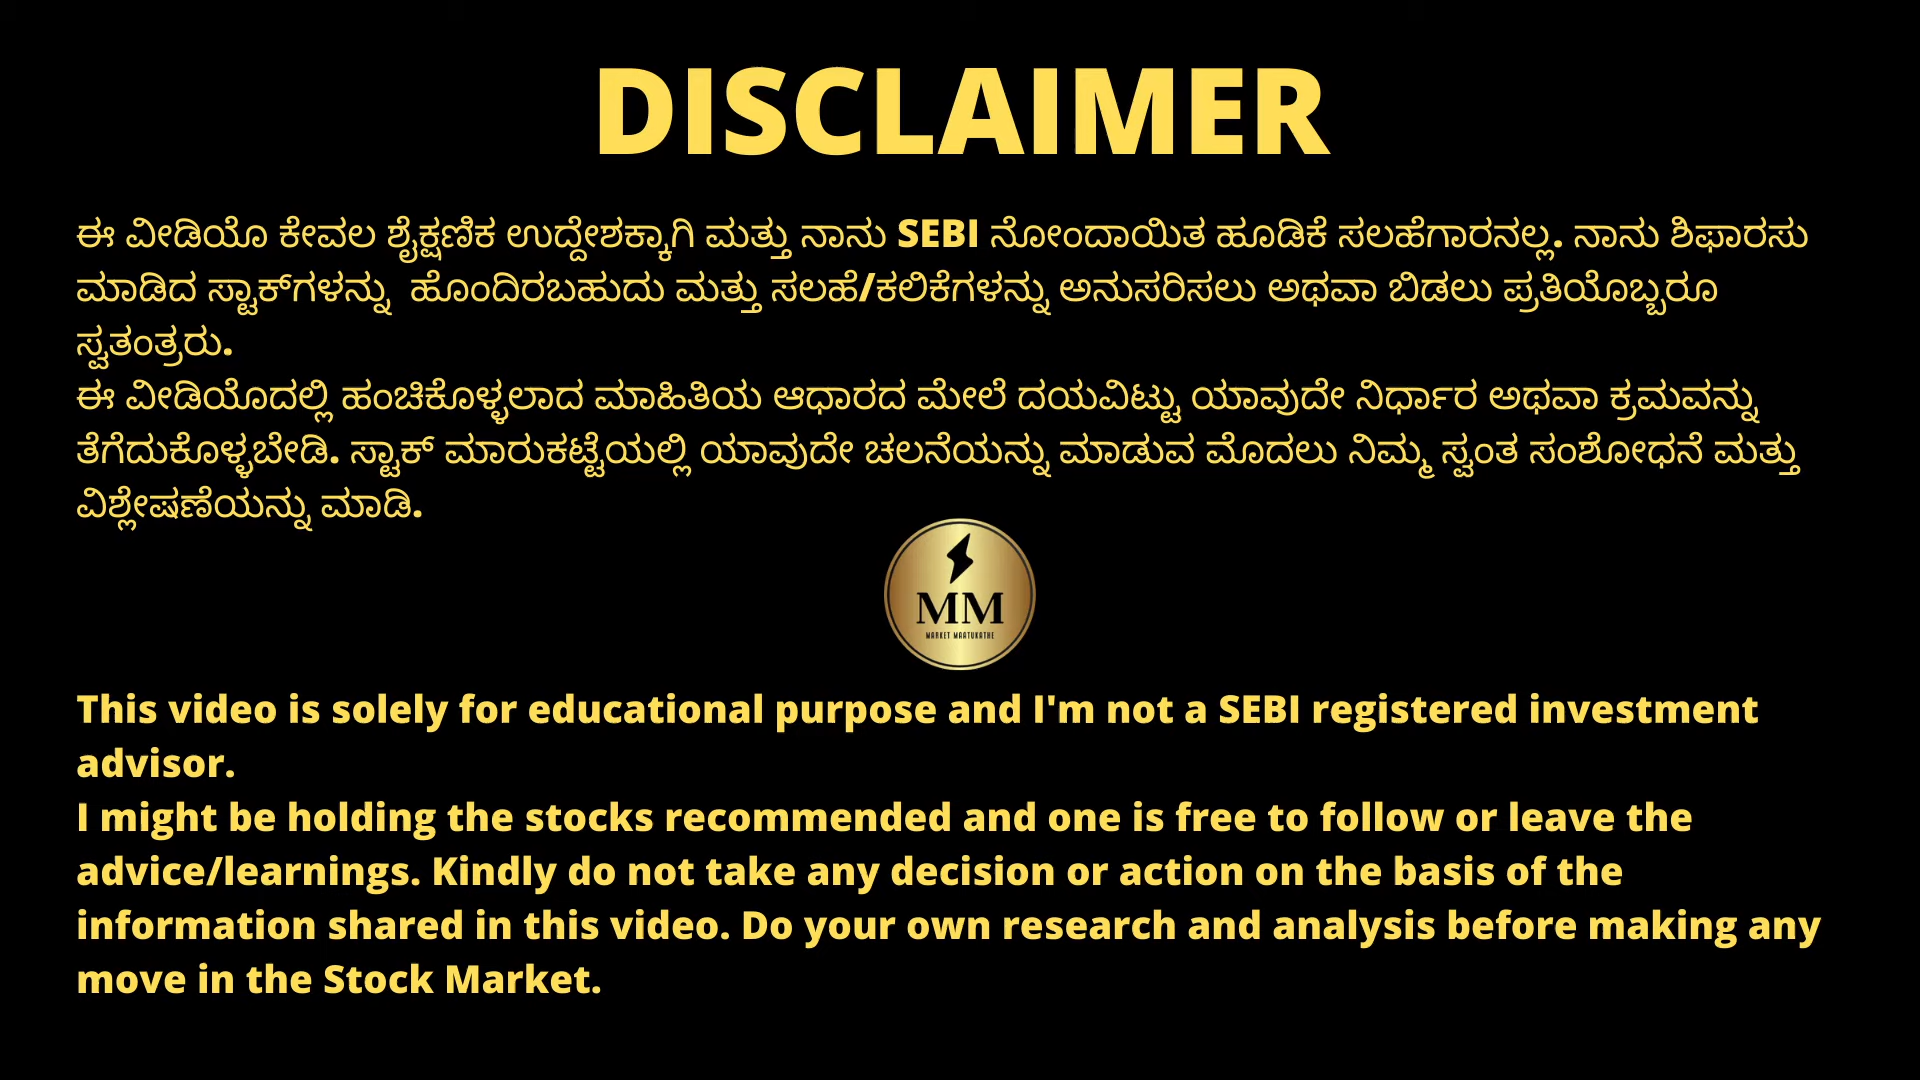 DISCLAIMER
ಈ ವೀಡಿಯೊ ಕೇವಲ ಶೈಕ್ಷಣಿಕ ಉದ್ದೇಶಕ್ಕಾಗಿ ಮತ್ತು ನಾನು SEBI ನೋಂದಾಯಿತ ಹೂಡಿಕೆ ಸಲಹೆಗಾರನಲ್ಲ. ನಾನು ಶಿಫಾರಸು
ಮಾಡಿದ ಸ್ಟಾಕ್‌ಗಳನ್ನು ಹೊಂದಿರಬಹುದು ಮತ್ತು ಸಲಹೆ/ಕಲಿಕೆಗಳನ್ನು ಅನುಸರಿಸಲು ಅಥವಾ ಬಿಡಲು ಪ್ರತಿಯೊಬ್ಬರೂ
ಸ್ವತಂತ್ರರು.
ಈ ವೀಡಿಯೊದಲ್ಲಿ ಹಂಚಿಕೊಳ್ಳಲಾದ ಮಾಹಿತಿಯ ಆಧಾರದ ಮೇಲೆ ದಯವಿಟ್ಟು ಯಾವುದೇ ನಿರ್ಧಾರ ಅಥವಾ ಕ್ರಮವನ್ನು
ತೆಗೆದುಕೊಳ್ಳಬೇಡಿ. ಸ್ಟಾಕ್ ಮಾರುಕಟ್ಟೆಯಲ್ಲಿ ಯಾವುದೇ ಚಲನೆಯನ್ನು ಮಾಡುವ ಮೊದಲು ನಿಮ್ಮ ಸ್ವಂತ ಸಂಶೋಧನೆ ಮತ್ತು
ವಿಶ್ಲೇಷಣೆಯನ್ನು ಮಾಡಿ.
MM
MARKET MAATUKATHE
This video is solely for educational purpose and I'm not a SEBI registered investment
advisor.
I might be holding the stocks recommended and one is free to follow or leave the
advice/learnings. Kindly do not take any decision or action on the basis of the
information shared in this video. Do your own research and analysis before making any
move in the Stock Market.